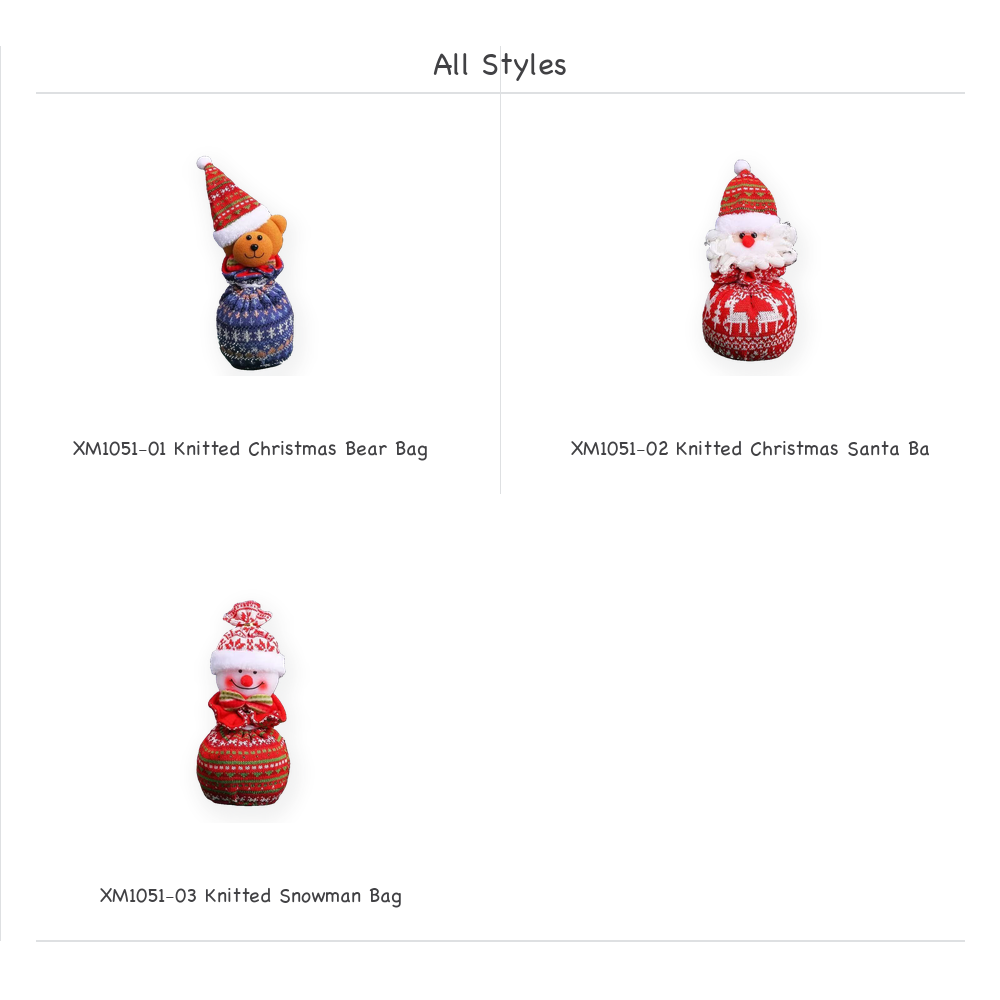 All Styles
XM1051-01 Knitted Christmas Bear Bag
XM1051-02 Knitted Christmas Santa Ba
XM1051-03 Knitted Snowman Bag